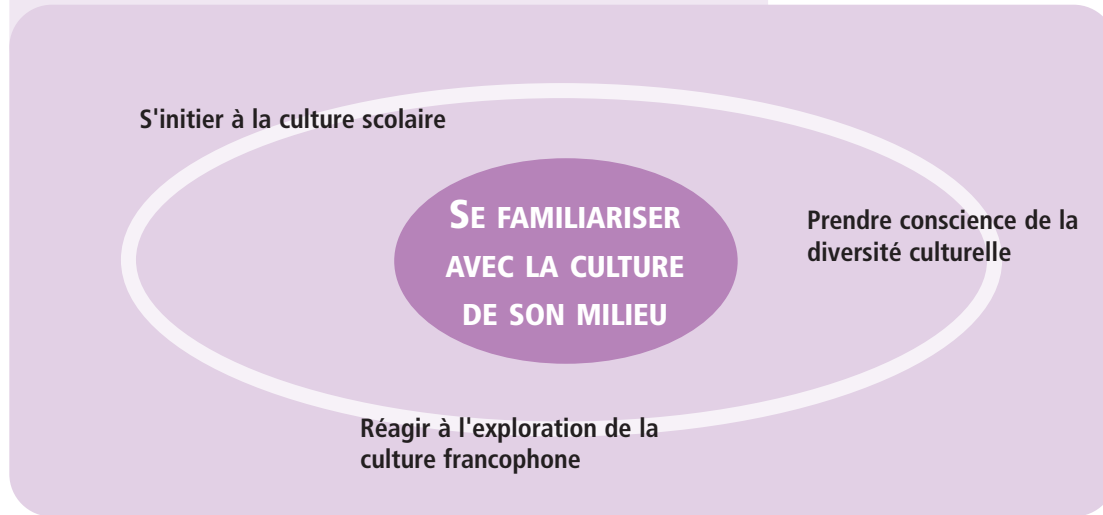 S'initier à la culture scolaire
SE FAMILIARISER
AVEC LA CULTURE
DE SON MILIEU
Prendre conscience de la
diversité culturelle
Réagir à l'exploration de la
culture francophone